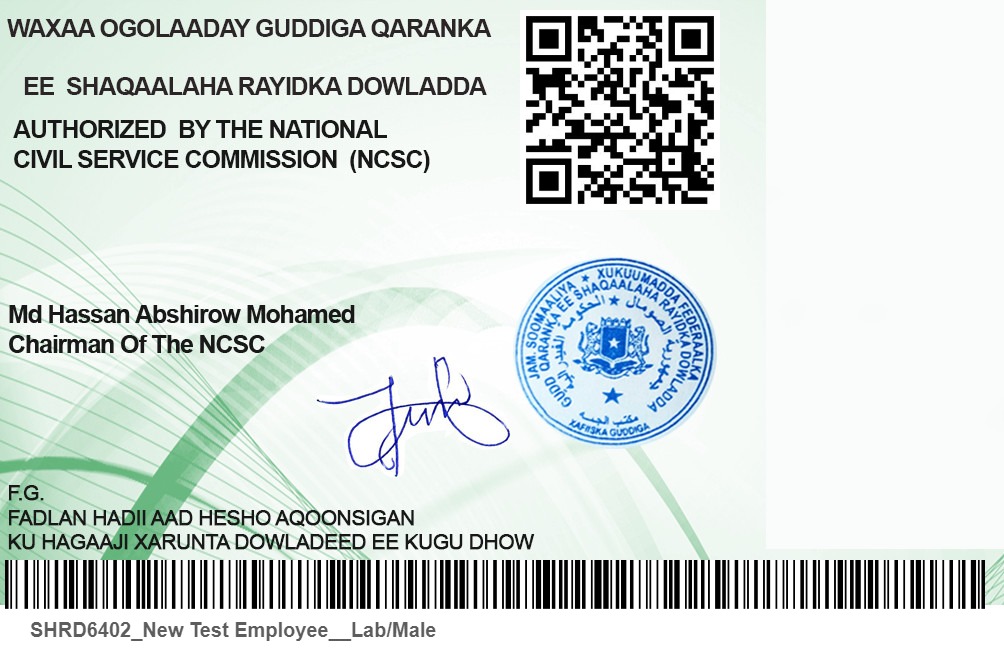 WAXAA OGOLAADAY GUDDIGA QARANKA
EE SHAQAALAHA RAYIDKA DOWLADDA
AUTHORIZED BY THE NATIONAL
CIVIL SERVICE COMMISSION (NCSC)
Md Hassan Abshirow Mohamed
Chairman Of The NCSC
JAM. SOOMAALIYA ★ XUKUUMADDA FEDERAALKA
GUDD QARANKA EE SHAQAALAHA RAYIDKA DOWLADDA
XAFIISKA GUDDIGA
F.G.
FADLAN HADII AAD HESHO AQOONSIGAN
KU HAGAAJI XARUNTA DOWLADEED EE KUGU DHOW
SHRD6402_New Test Employee__Lab/Male